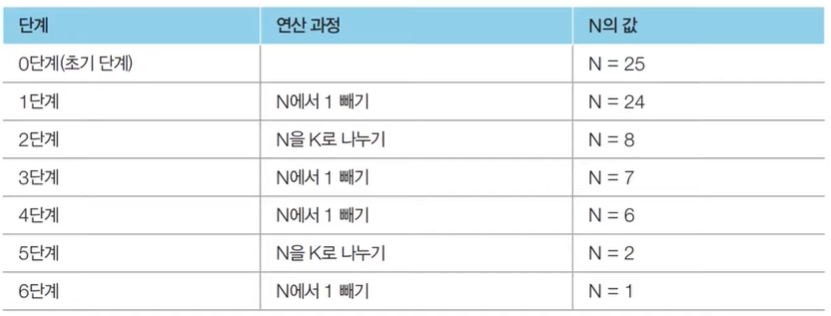 단계 연산 과정 N의 값
0단계(초기 단계) N = 25
1단계 N에서 1 빼기 N = 24
2단계 N을 K로 나누기 N = 8
3단계 N에서 1 빼기 N = 7
4단계 N에서 1 빼기 N = 6
5단계 N을 K로 나누기 N = 2
6단계 N에서 1 빼기 N = 1